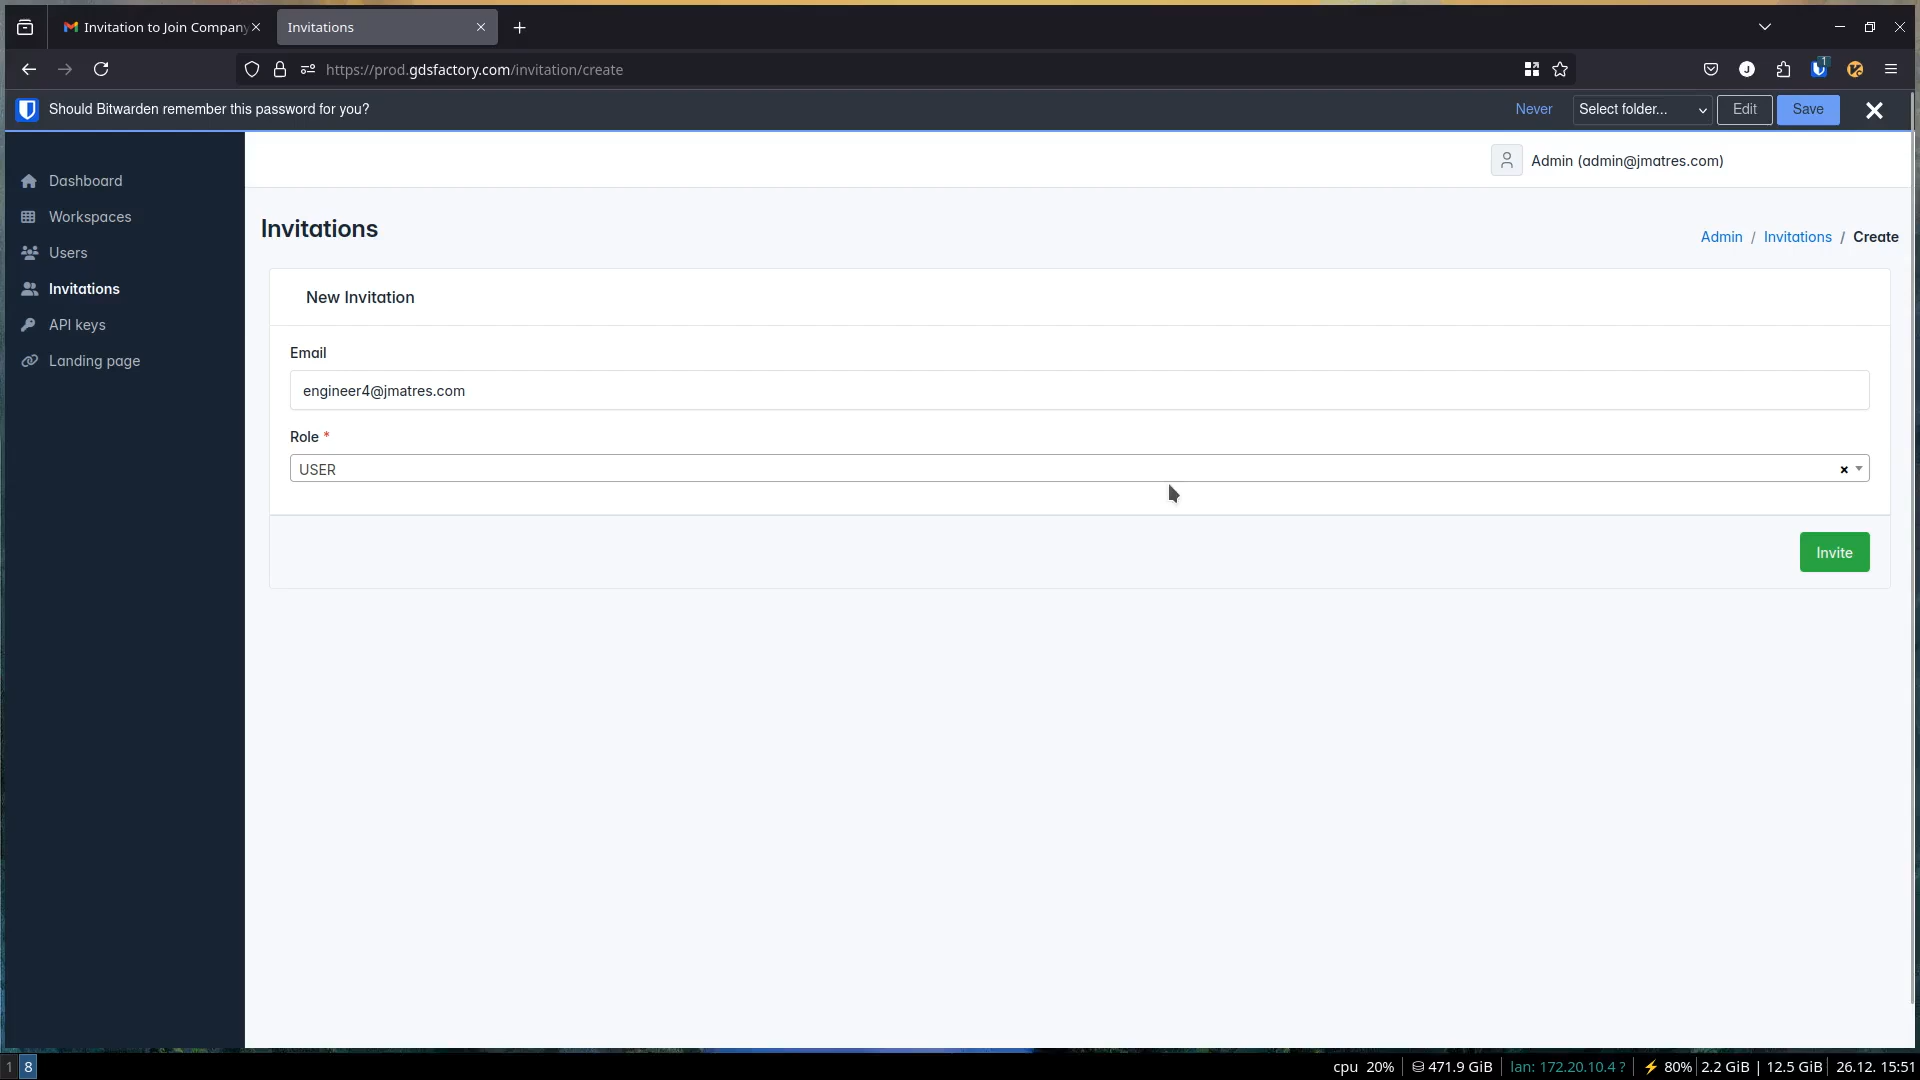 Invitation to Join Company
Invitations
https://prod.gdsfactory.com/invitation/create
J
1
Should Bitwarden remember this password for you?
Never
Select folder...
Edit
Save
Admin (admin@jmatres.com)
Dashboard
Workspaces
Users
Invitations
API keys
Landing page
Invitations
Admin / Invitations / Create
New Invitation
Email
engineer4@jmatres.com
Role *
USER
Invite
1 8
cpu 20% 471.9 GiB lan: 172.20.10.4 ? ⚡ 80% 2.2 GiB | 12.5 GiB 26.12. 15:51